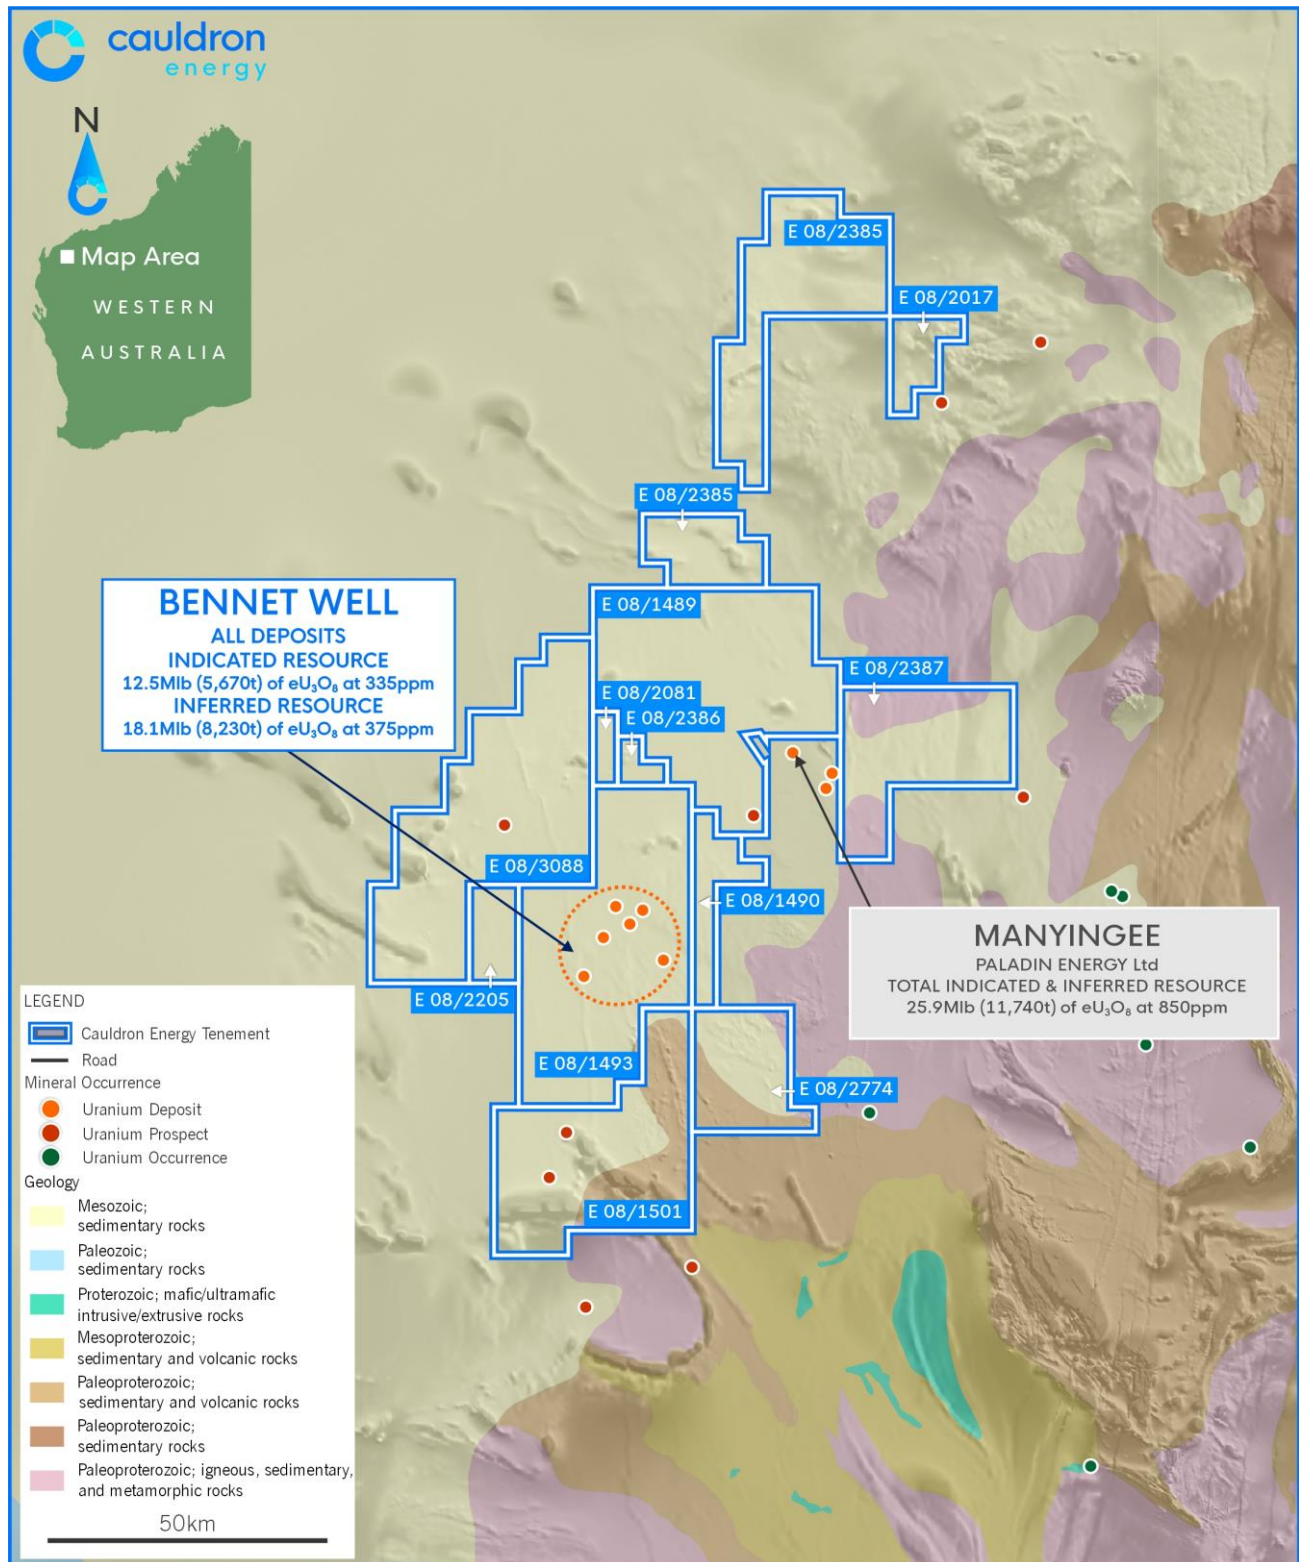 cauldron
energy
N
Map Area
WESTERN
AUSTRALIA
E 08/2385
E 08/2017
E 08/2385
E 08/1489
BENNET WELL
ALL DEPOSITS
INDICATED RESOURCE
12.5Mlb (5,670t) of eU₃O₈ at 335ppm
INFERRED RESOURCE
18.1Mlb (8,230t) of eU₃O₈ at 375ppm
E 08/2387
E 08/2081
E 08/2386
E 08/3088
E 08/1490
MANYINGEE
PALADIN ENERGY Ltd
TOTAL INDICATED & INFERRED RESOURCE
25.9Mlb (11,740t) of eU₃O₈ at 850ppm
E 08/2205
E 08/1493
E 08/2774
E 08/1501
LEGEND
Cauldron Energy Tenement
Road
Mineral Occurrence
Uranium Deposit
Uranium Prospect
Uranium Occurrence
Geology
Mesozoic;
sedimentary rocks
Paleozoic;
sedimentary rocks
Proterozoic; mafic/ultramafic
intrusive/extrusive rocks
Mesoproterozoic;
sedimentary and volcanic rocks
Paleoproterozoic;
sedimentary and volcanic rocks
Paleoproterozoic;
sedimentary rocks
Paleoproterozoic; igneous, sedimentary,
and metamorphic rocks
50km